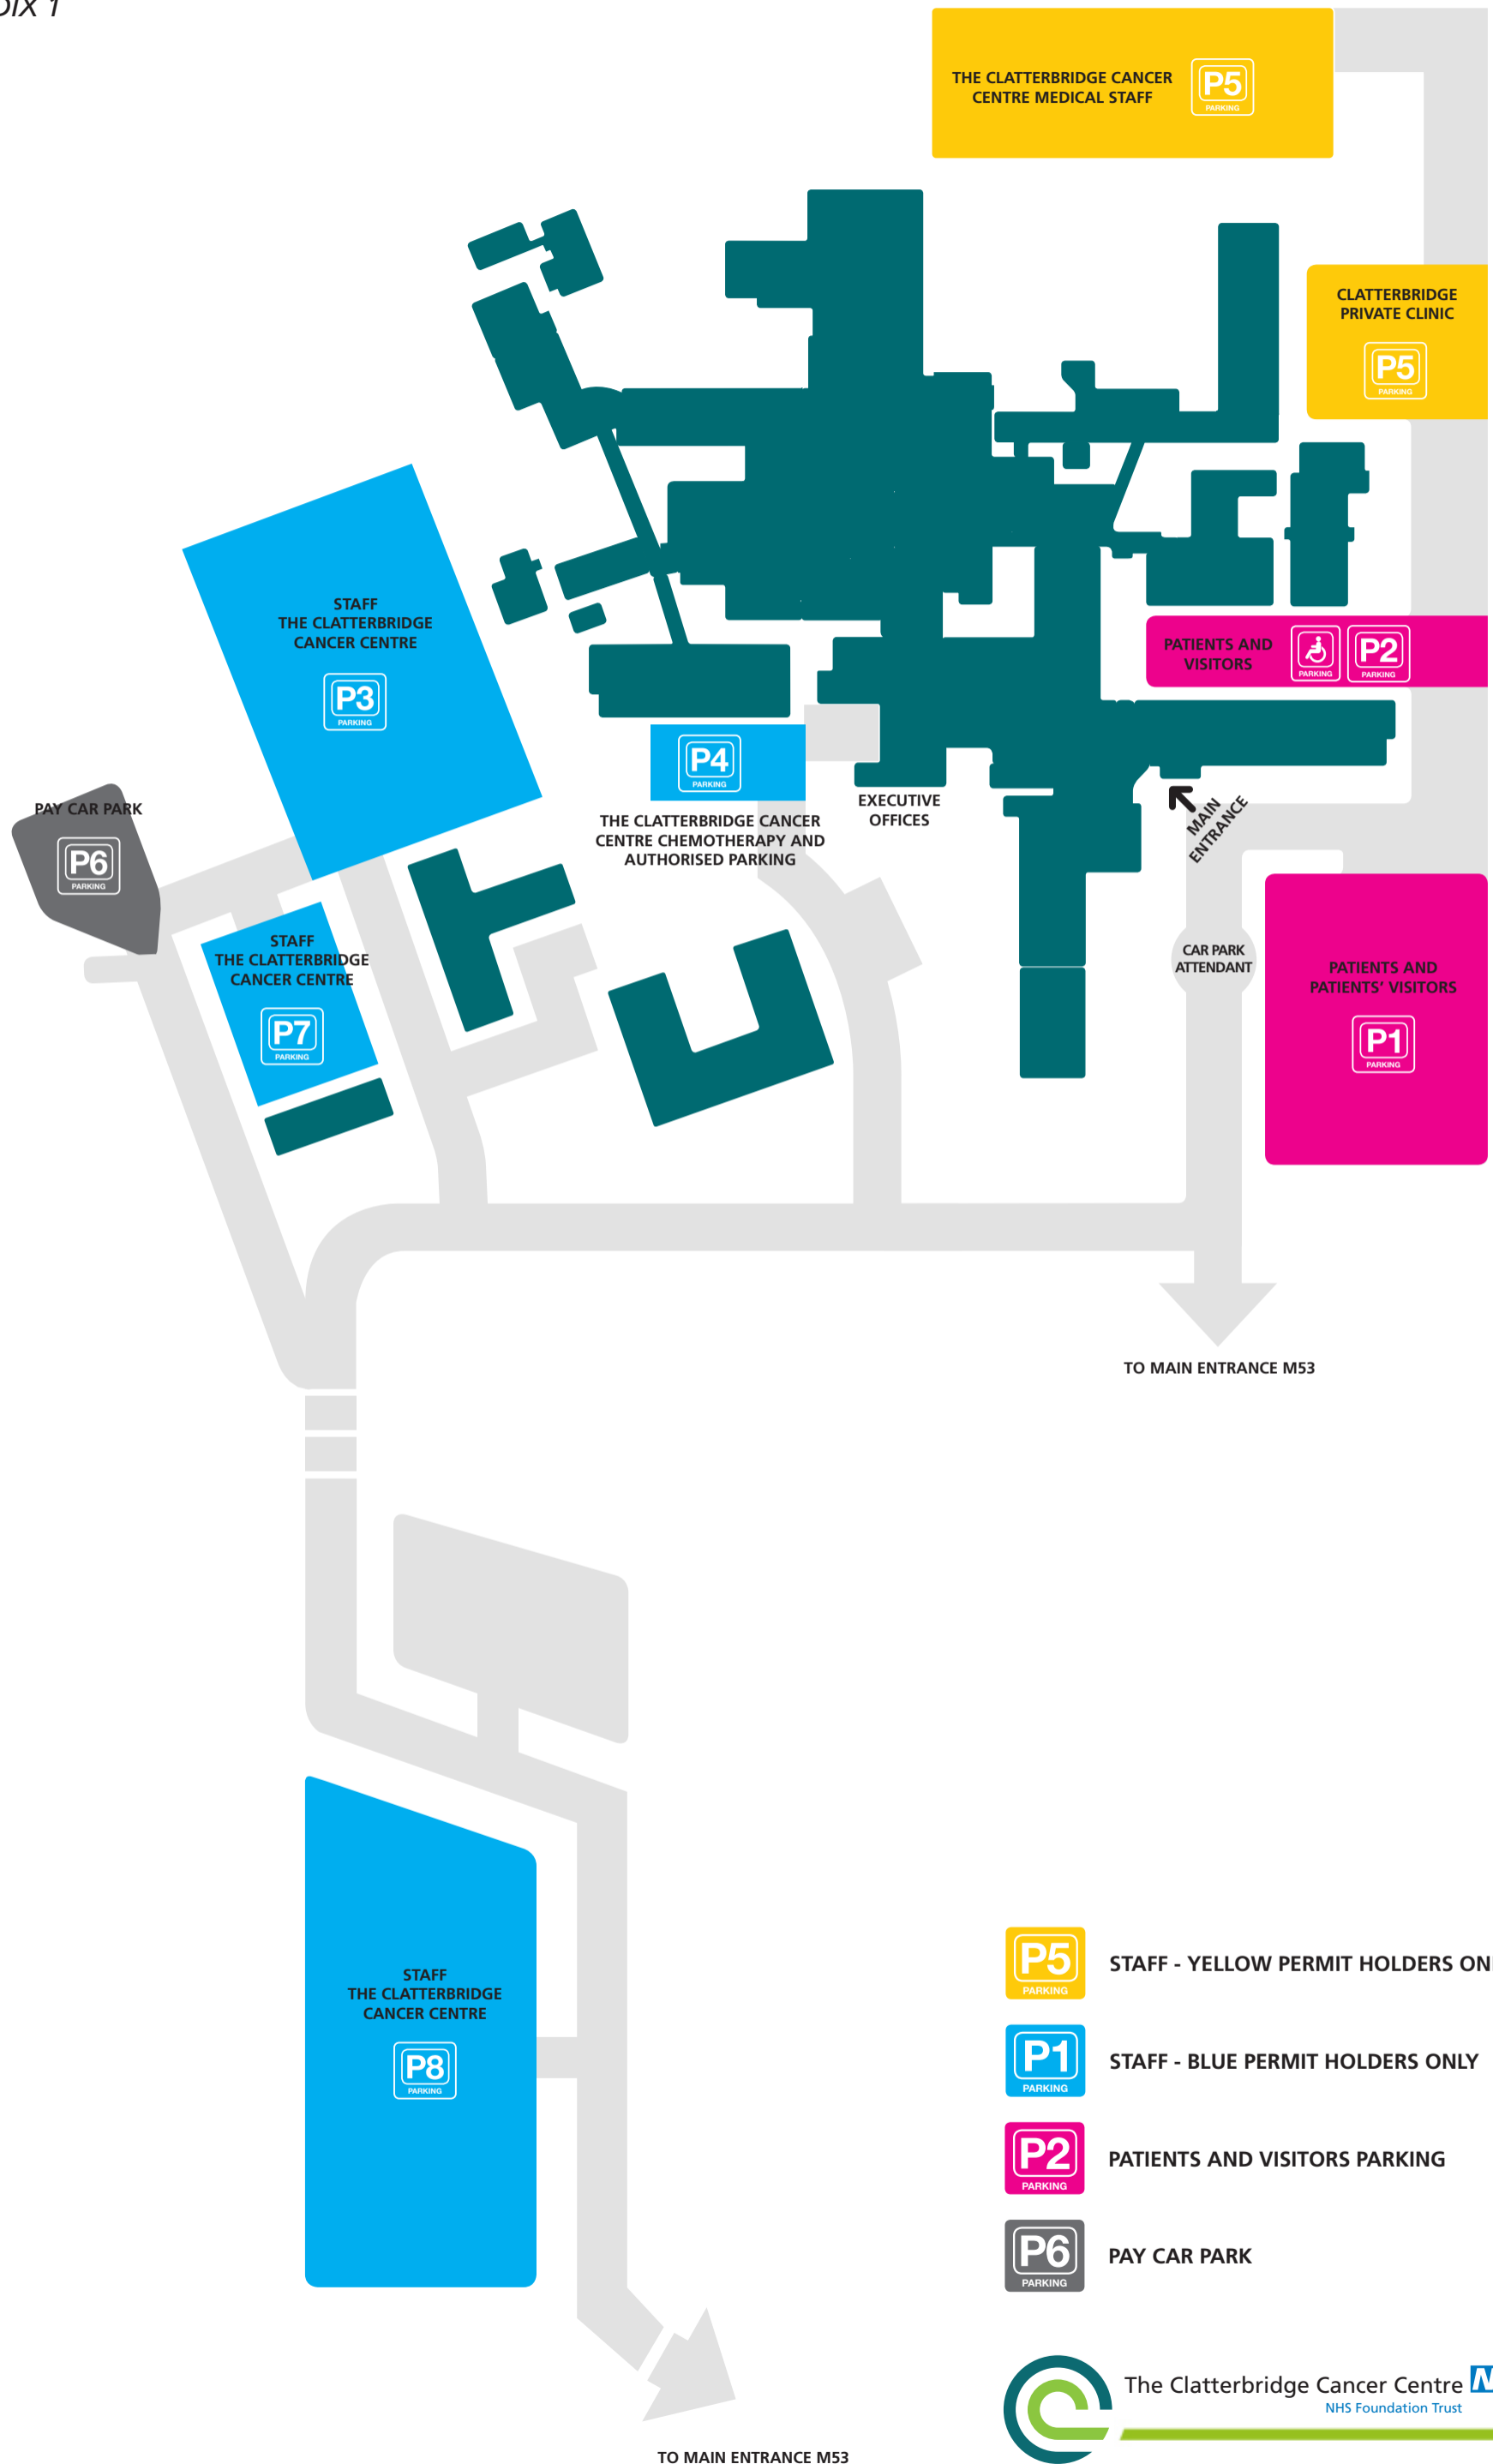 DIX 1
THE CLATTERBRIDGE CANCER
CENTRE MEDICAL STAFF
P5
PARKING
CLATTERBRIDGE
PRIVATE CLINIC
P5
PARKING
STAFF
THE CLATTERBRIDGE
CANCER CENTRE
P3
PARKING
PATIENTS AND
VISITORS
PARKING
P2
PARKING
P4
PARKING
THE CLATTERBRIDGE CANCER
CENTRE CHEMOTHERAPY AND
AUTHORISED PARKING
EXECUTIVE
OFFICES
MAIN
ENTRANCE
PAY CAR PARK
P6
PARKING
STAFF
THE CLATTERBRIDGE
CANCER CENTRE
P7
PARKING
CAR PARK
ATTENDANT
PATIENTS AND
PATIENTS' VISITORS
P1
PARKING
TO MAIN ENTRANCE M53
STAFF
THE CLATTERBRIDGE
CANCER CENTRE
P8
PARKING
P5
PARKING
STAFF - YELLOW PERMIT HOLDERS
P1
PARKING
STAFF - BLUE PERMIT HOLDERS ONLY
P2
PARKING
PATIENTS AND VISITORS PARKING
P6
PARKING
PAY CAR PARK
The Clatterbridge Cancer Centre
NHS Foundation Trust
TO MAIN ENTRANCE M53